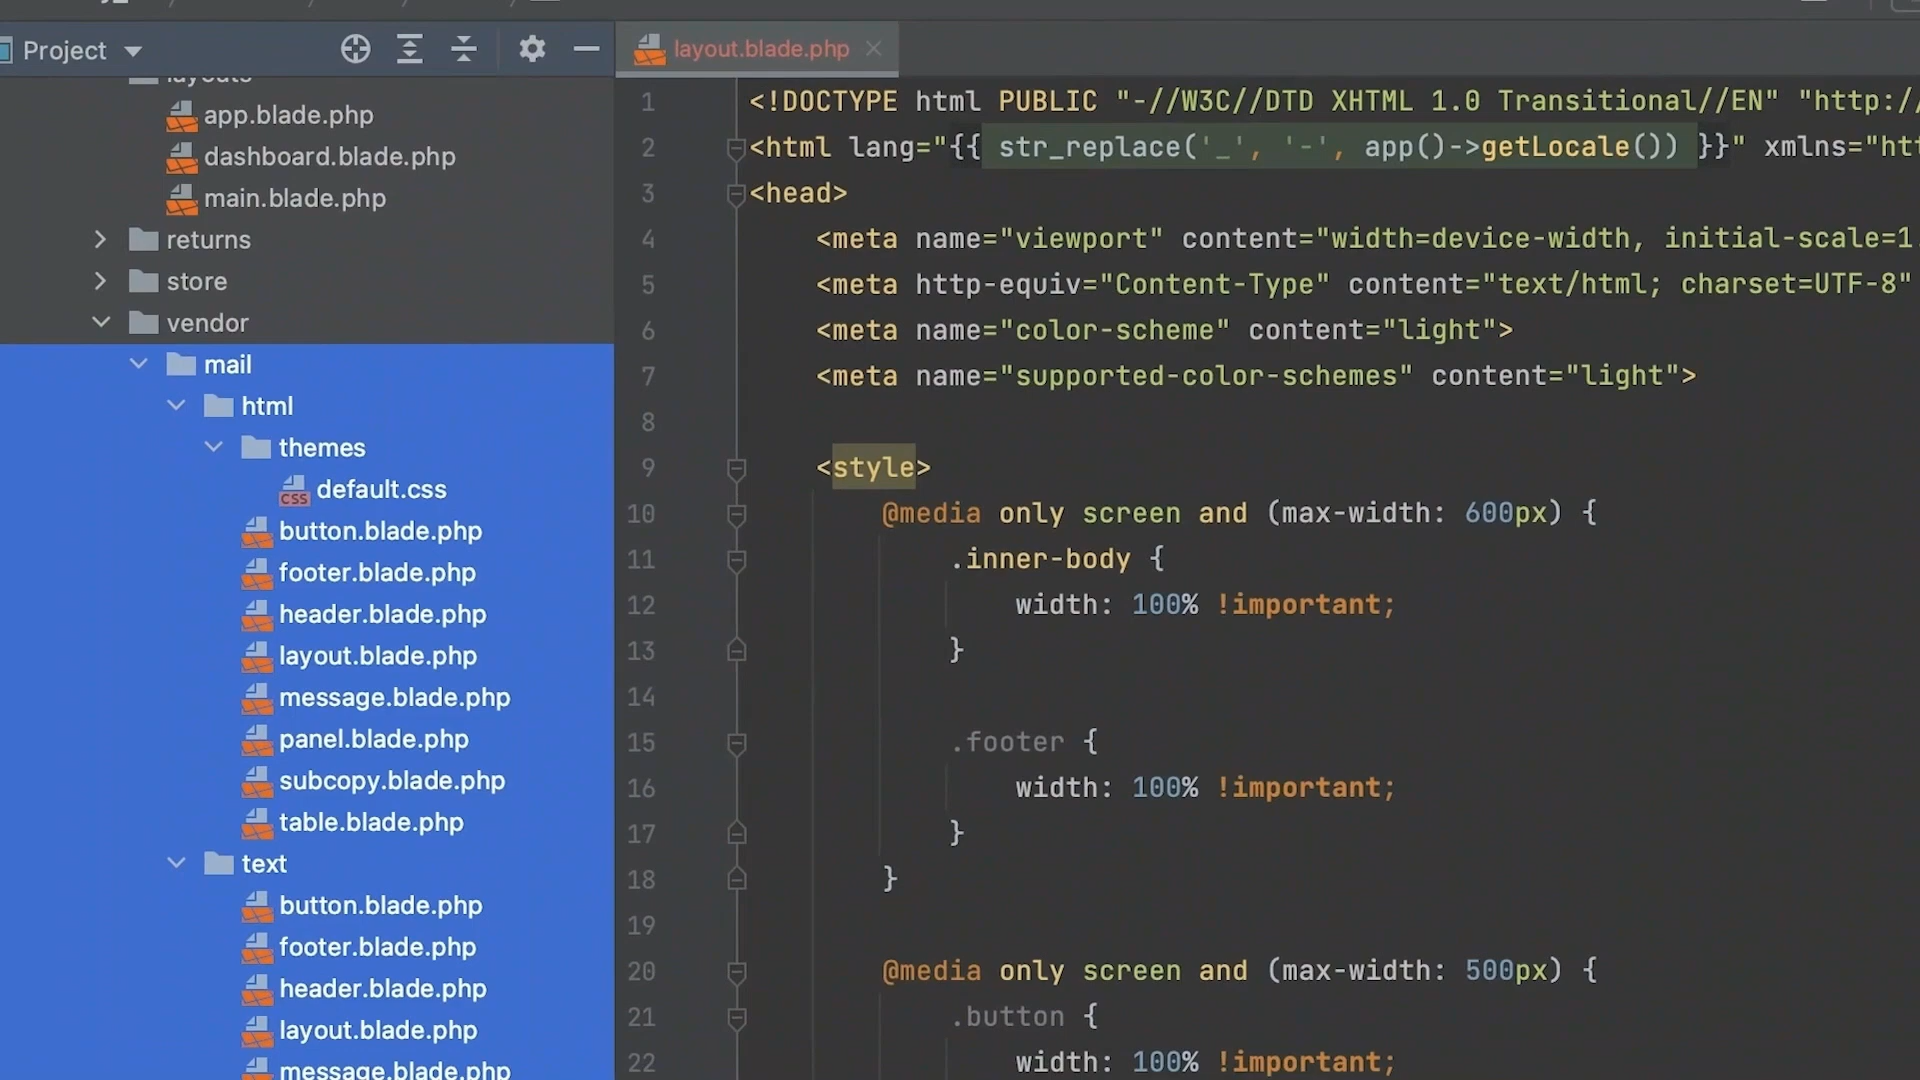 Project
layouts
app.blade.php
dashboard.blade.php
main.blade.php
returns
store
vendor
mail
html
themes
CSS default.css
button.blade.php
footer.blade.php
header.blade.php
layout.blade.php
message.blade.php
panel.blade.php
subcopy.blade.php
table.blade.php
text
button.blade.php
footer.blade.php
header.blade.php
layout.blade.php
message.blade.php
layout.blade.php
1 <!DOCTYPE html PUBLIC "-//W3C//DTD XHTML 1.0 Transitional//EN" "http:/
2 <html lang="{{ str_replace('_', '-', app()->getLocale()) }}" xmlns="htt
3 <head>
4 <meta name="viewport" content="width=device-width, initial-scale=1
5 <meta http-equiv="Content-Type" content="text/html; charset=UTF-8"
6 <meta name="color-scheme" content="light">
7 <meta name="supported-color-schemes" content="light">
8
9 <style>
10 @media only screen and (max-width: 600px) {
11 .inner-body {
12 width: 100% !important;
13 }
14
15 .footer {
16 width: 100% !important;
17 }
18 }
19
20 @media only screen and (max-width: 500px) {
21 .button {
22 width: 100% !important;